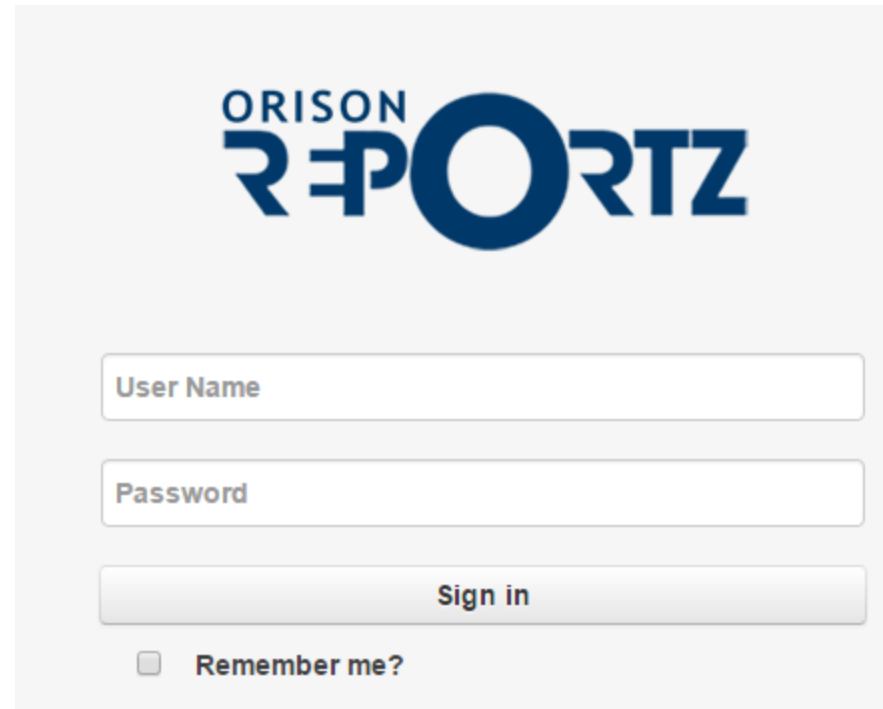 ORISON
REPORTZ
User Name
Password
Sign in
Remember me?